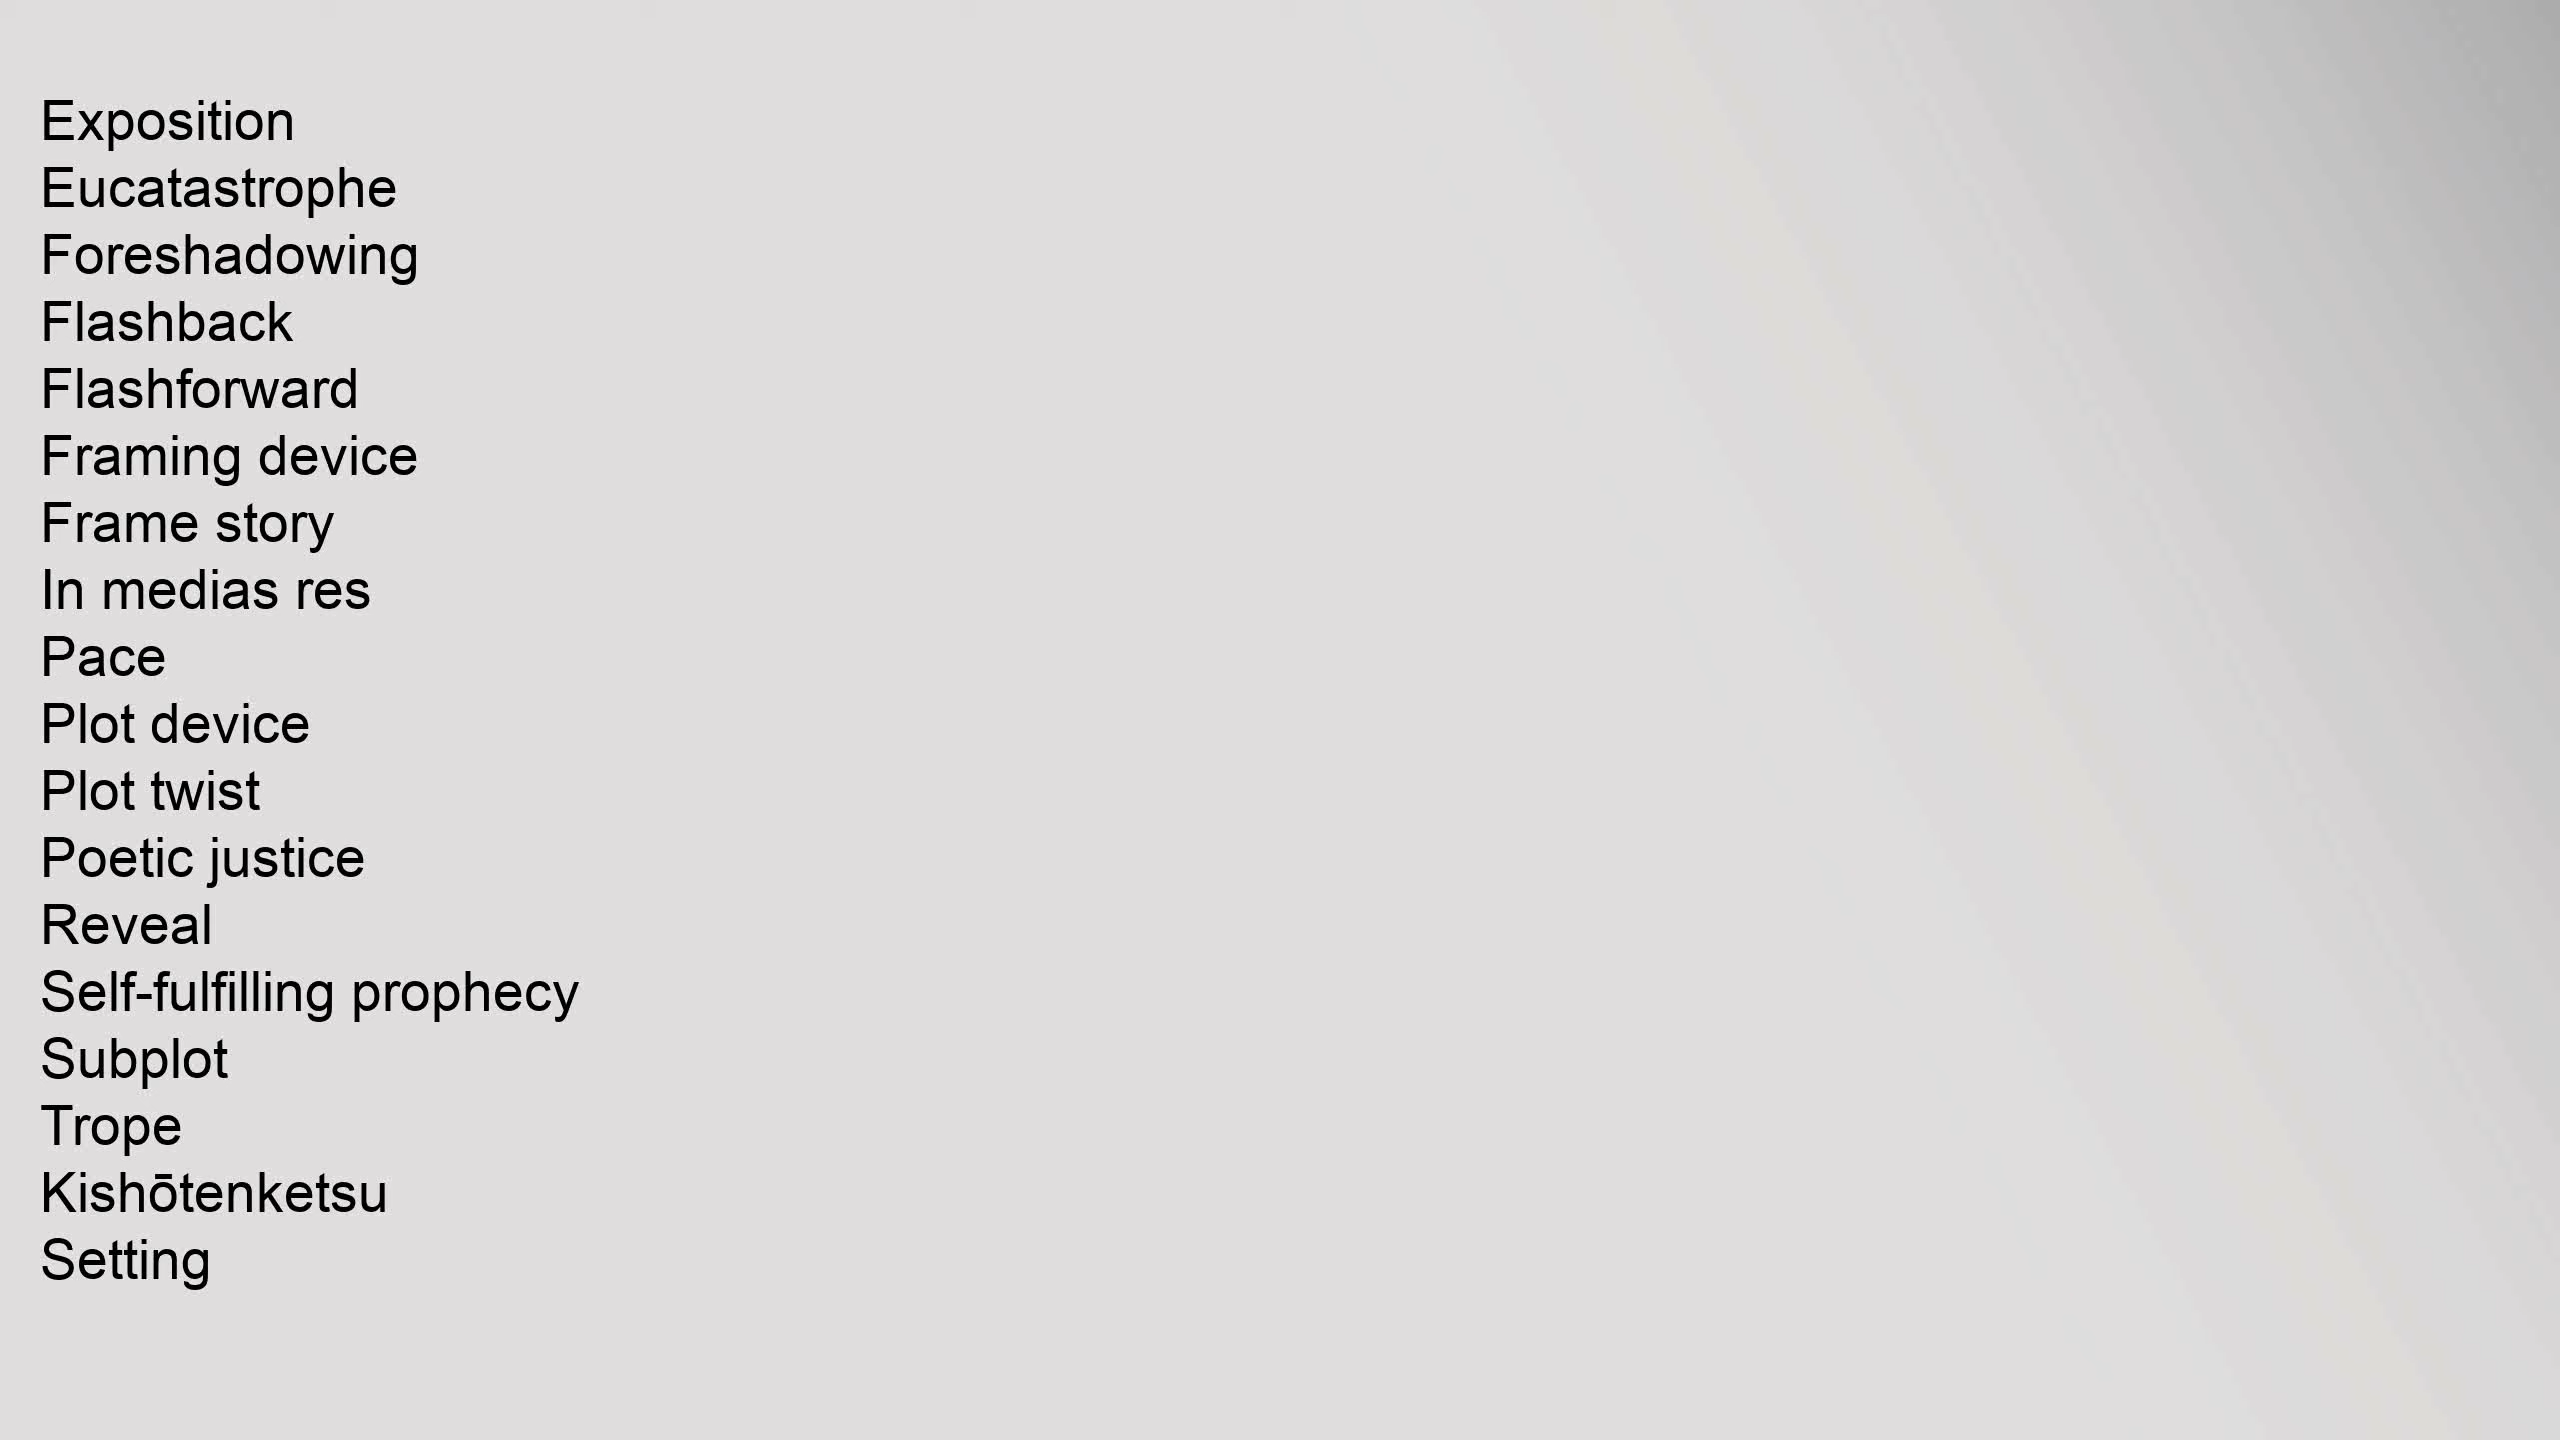 Exposition
Eucatastrophe
Foreshadowing
Flashback
Flashforward
Framing device
Frame story
In medias res
Pace
Plot device
Plot twist
Poetic justice
Reveal
Self-fulfilling prophecy
Subplot
Trope
Kishōtenketsu
Setting